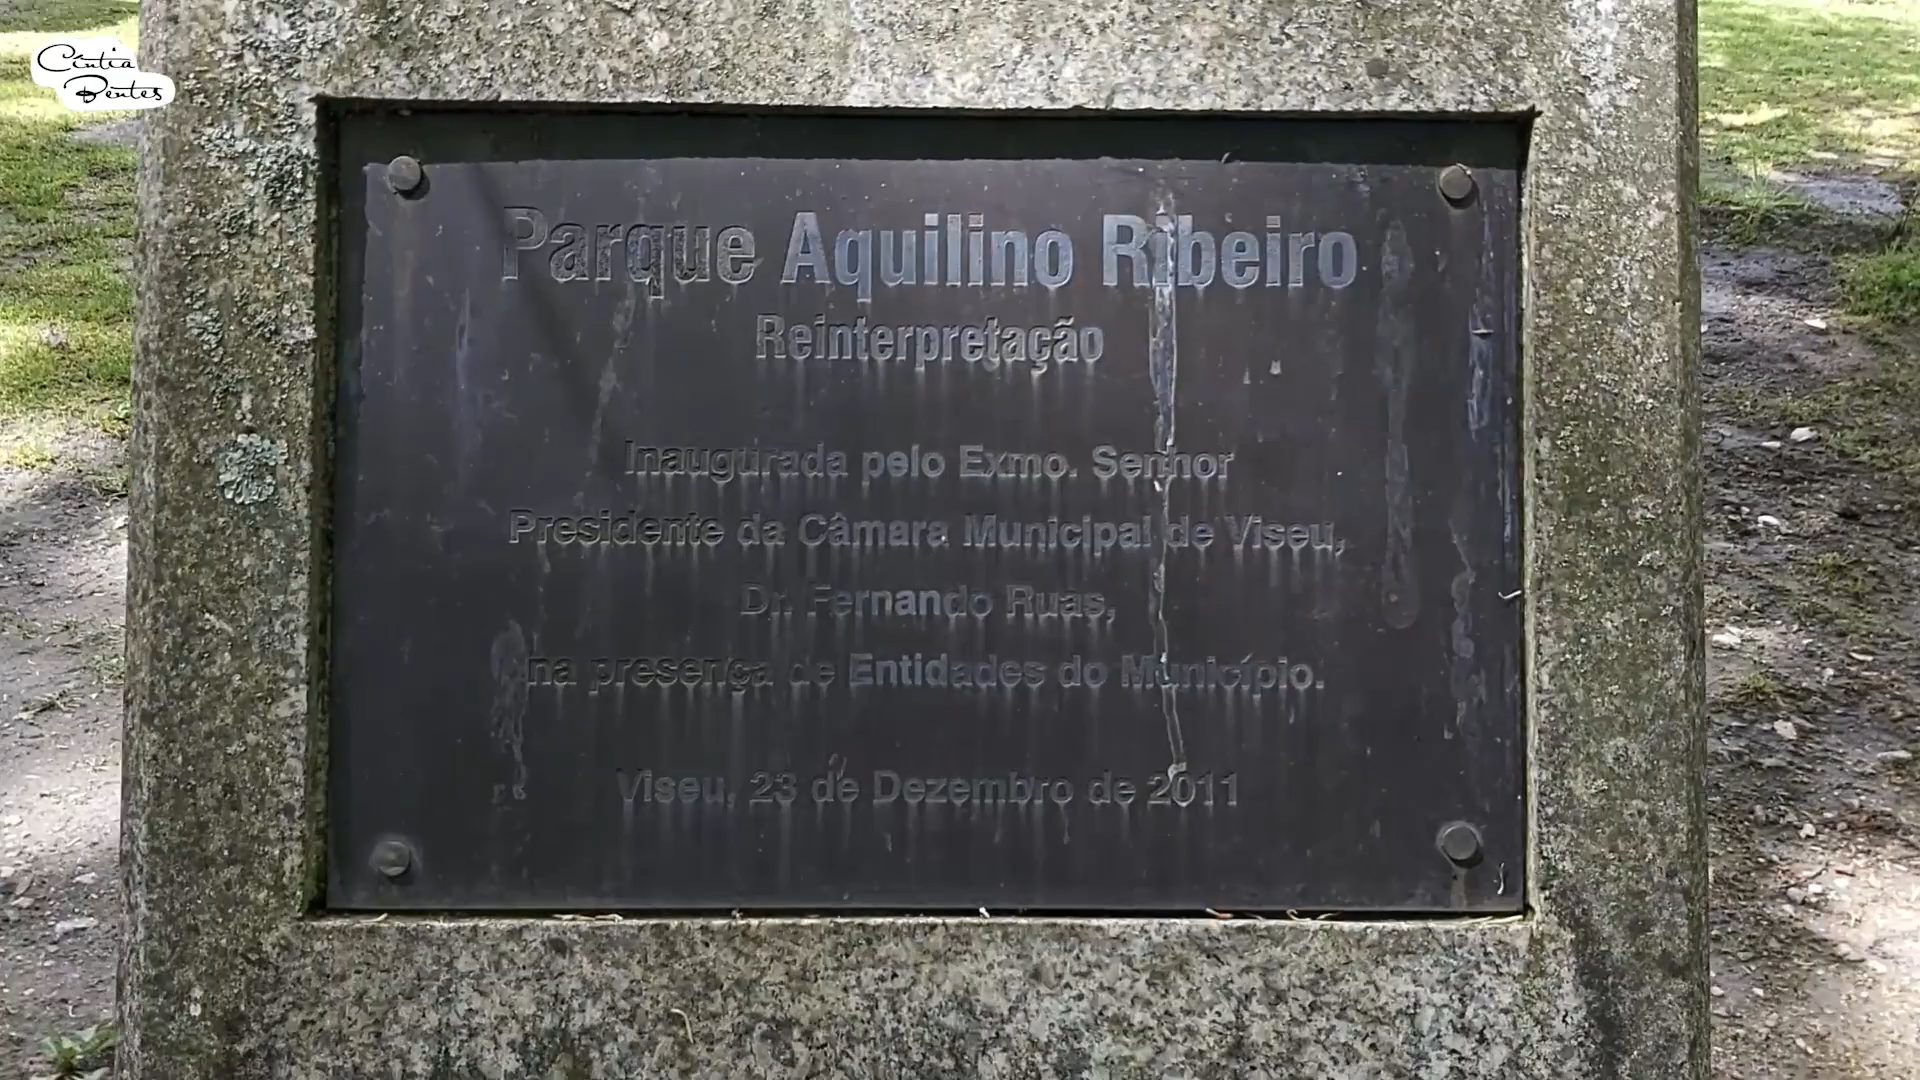 Cíntia
Bentes
Parque Aquilino Ribeiro
Reinterpretação
Inaugurada pelo Exmo. Senhor
Presidente da Câmara Municipal de Viseu,
Dr. Fernando Ruas,
na presença de Entidades do Município.
Viseu, 23 de Dezembro de 2011